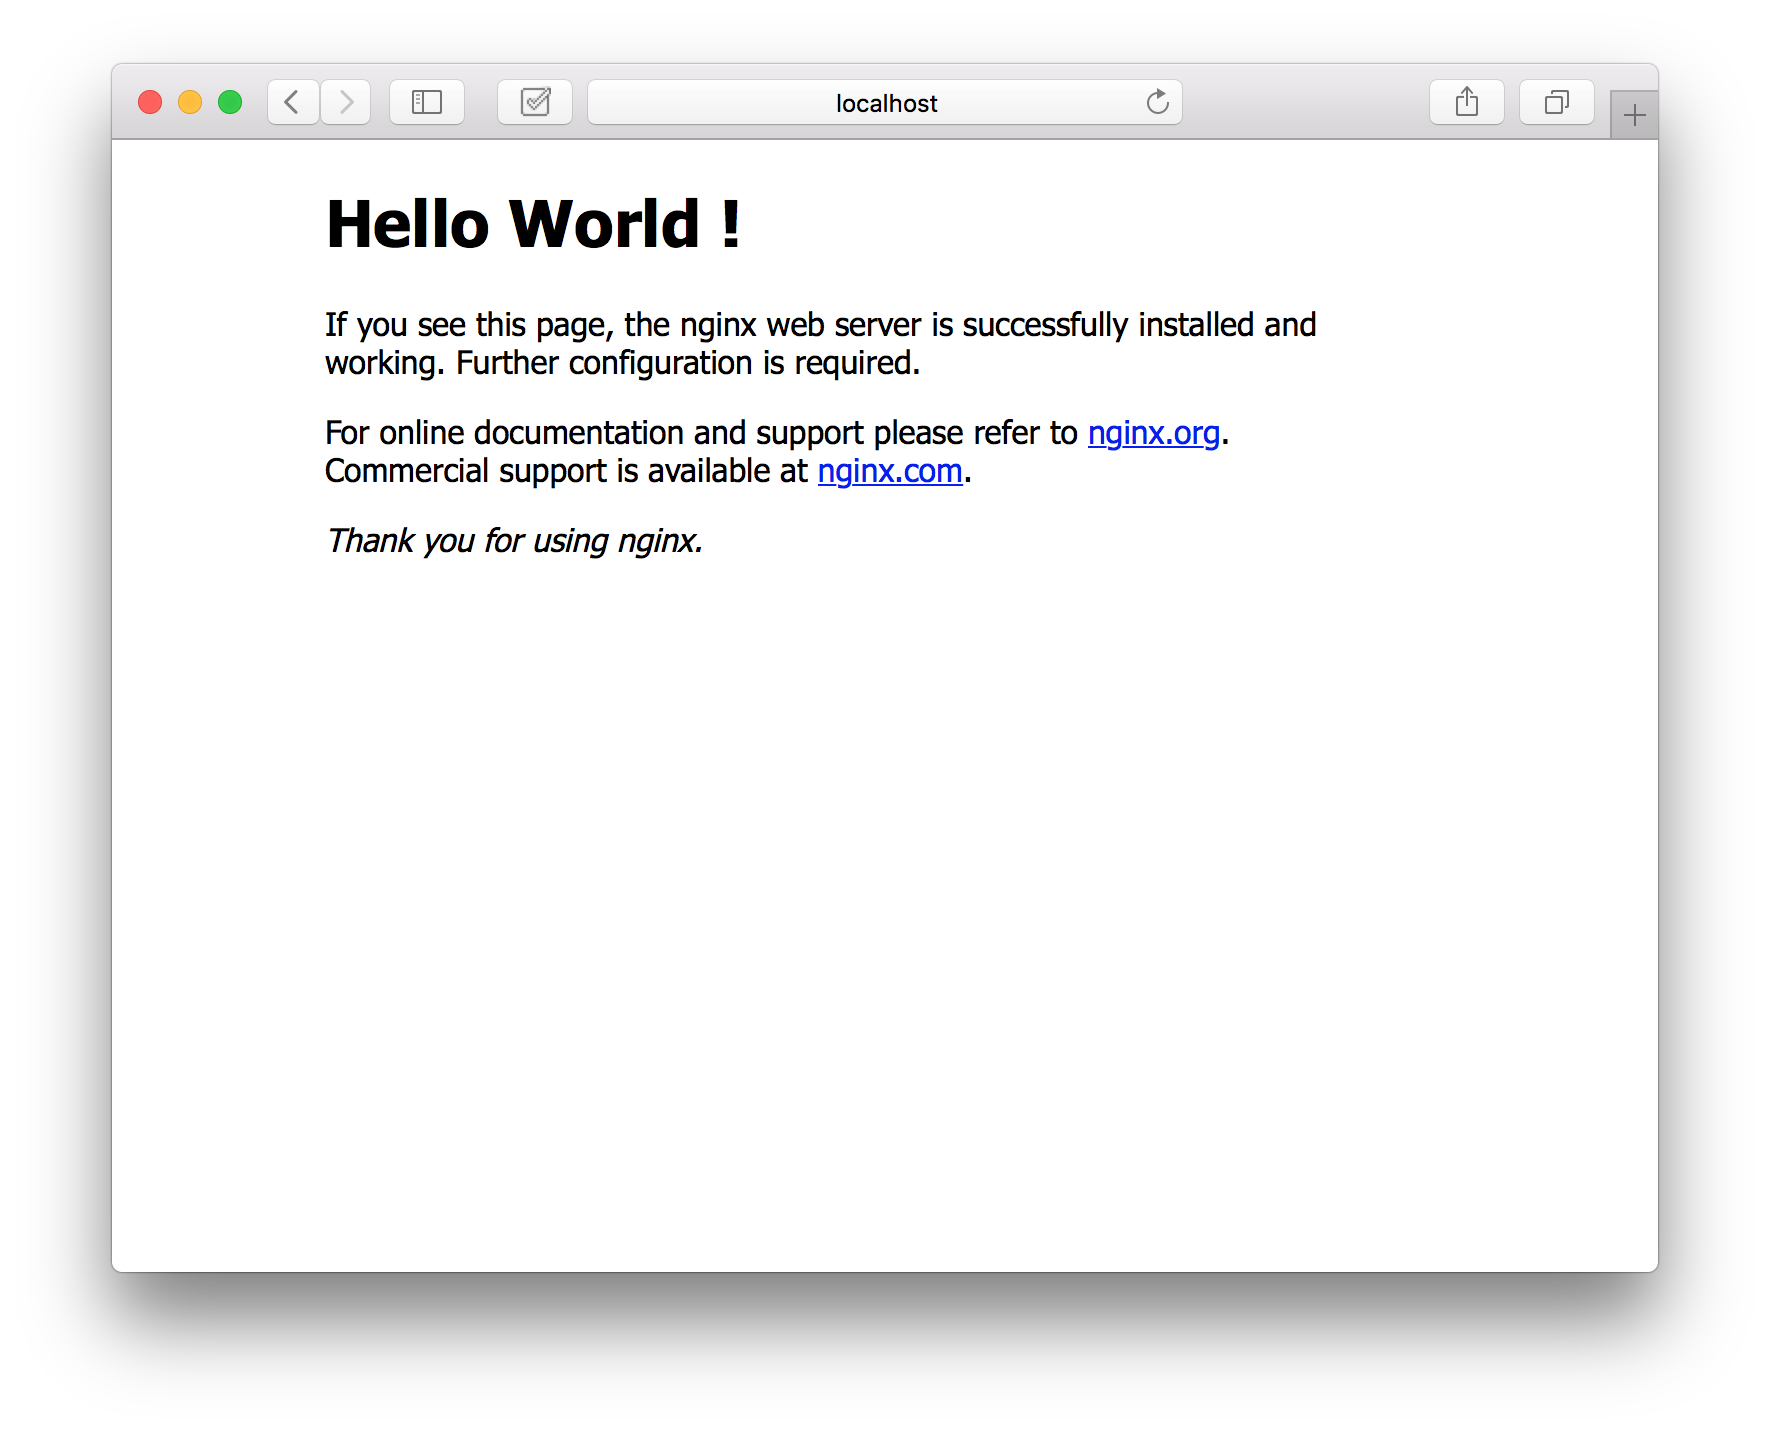 localhost
Hello World !
If you see this page, the nginx web server is successfully installed and
working. Further configuration is required.
For online documentation and support please refer to nginx.org.
Commercial support is available at nginx.com.
Thank you for using nginx.